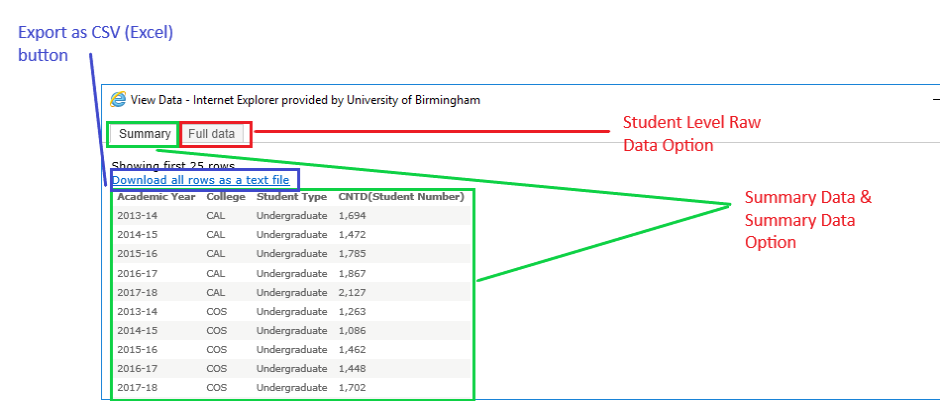 Export as CSV (Excel)
button
View Data - Internet Explorer provided by University of Birmingham
Summary Full data
Student Level Raw
Data Option
Showing first 25 rows
Download all rows as a text file
Summary Data &
Summary Data
Option
Academic Year College Student Type CNTD(Student Number)
2013-14 CAL Undergraduate 1,694
2014-15 CAL Undergraduate 1,472
2015-16 CAL Undergraduate 1,785
2016-17 CAL Undergraduate 1,867
2017-18 CAL Undergraduate 2,127
2013-14 COS Undergraduate 1,263
2014-15 COS Undergraduate 1,086
2015-16 COS Undergraduate 1,462
2016-17 COS Undergraduate 1,448
2017-18 COS Undergraduate 1,702